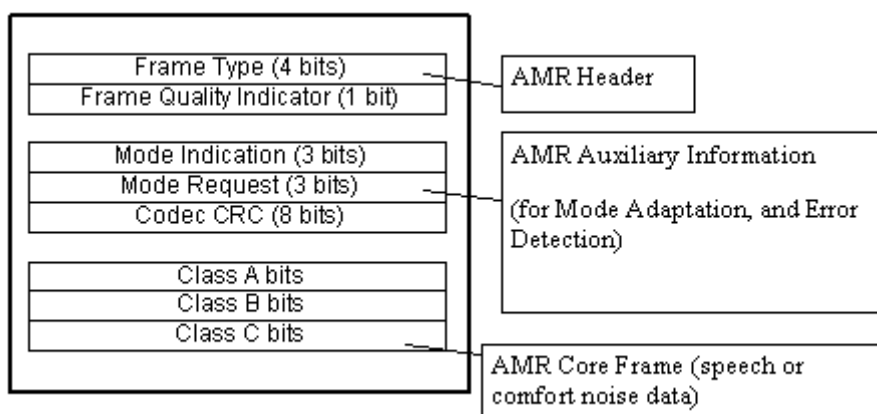 Frame Type (4 bits)
Frame Quality Indicator (1 bit)
AMR Header
Mode Indication (3 bits)
Mode Request (3 bits)
Codec CRC (8 bits)
AMR Auxiliary Information
(for Mode Adaptation, and Error
Detection)
Class A bits
Class B bits
Class C bits
AMR Core Frame (speech or
comfort noise data)